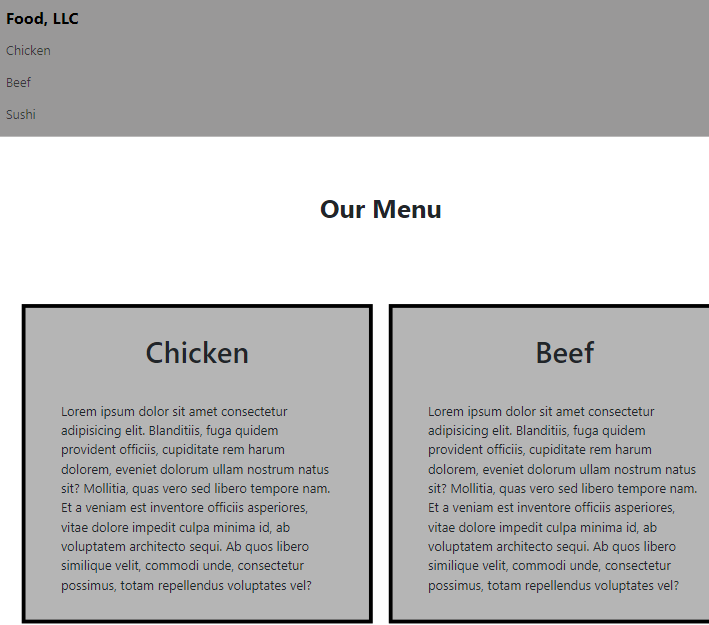 Food, LLC
Chicken
Beef
Sushi
Our Menu
Chicken
Lorem ipsum dolor sit amet consectetur
adipisicing elit. Blanditiis, fuga quidem
provident officiis, cupiditate rem harum
dolorem, eveniet dolorum ullam nostrum natus
sit? Mollitia, quas vero sed libero tempore nam.
Et a veniam est inventore officiis asperiores,
vitae dolore impedit culpa minima id, ab
voluptatem architecto sequi. Ab quos libero
similique velit, commodi unde, consectetur
possimus, totam repellendus voluptates vel?
Beef
Lorem ipsum dolor sit amet consectetur
adipisicing elit. Blanditiis, fuga quidem
provident officiis, cupiditate rem harum
dolorem, eveniet dolorum ullam nostrum natus
sit? Mollitia, quas vero sed libero tempore nam.
Et a veniam est inventore officiis asperiores,
vitae dolore impedit culpa minima id, ab
voluptatem architecto sequi. Ab quos libero
similique velit, commodi unde, consectetur
possimus, totam repellendus voluptates vel?